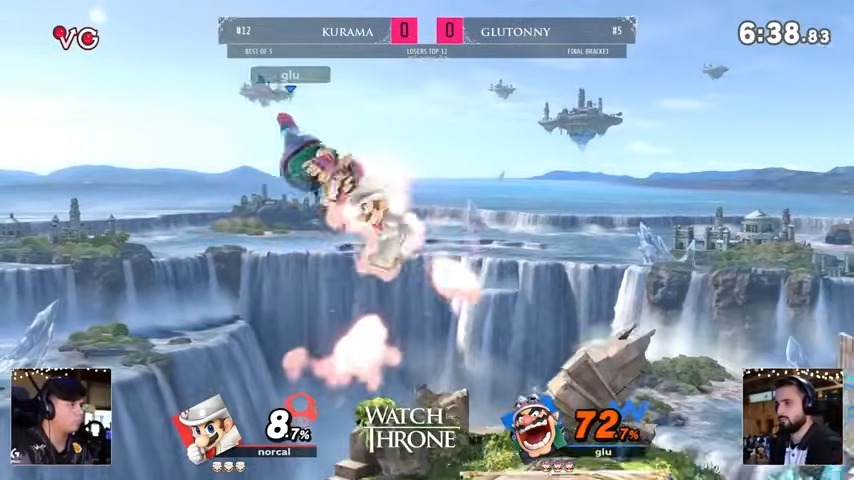 VG
#12 KURAMA 0 0 GLUTONNY #5
BEST OF 5 LOSERS TOP 12 FINAL BRACKET
6:38.83
glu
8.7%
norcal
WATCH
THE THRONE
72.7%
glu